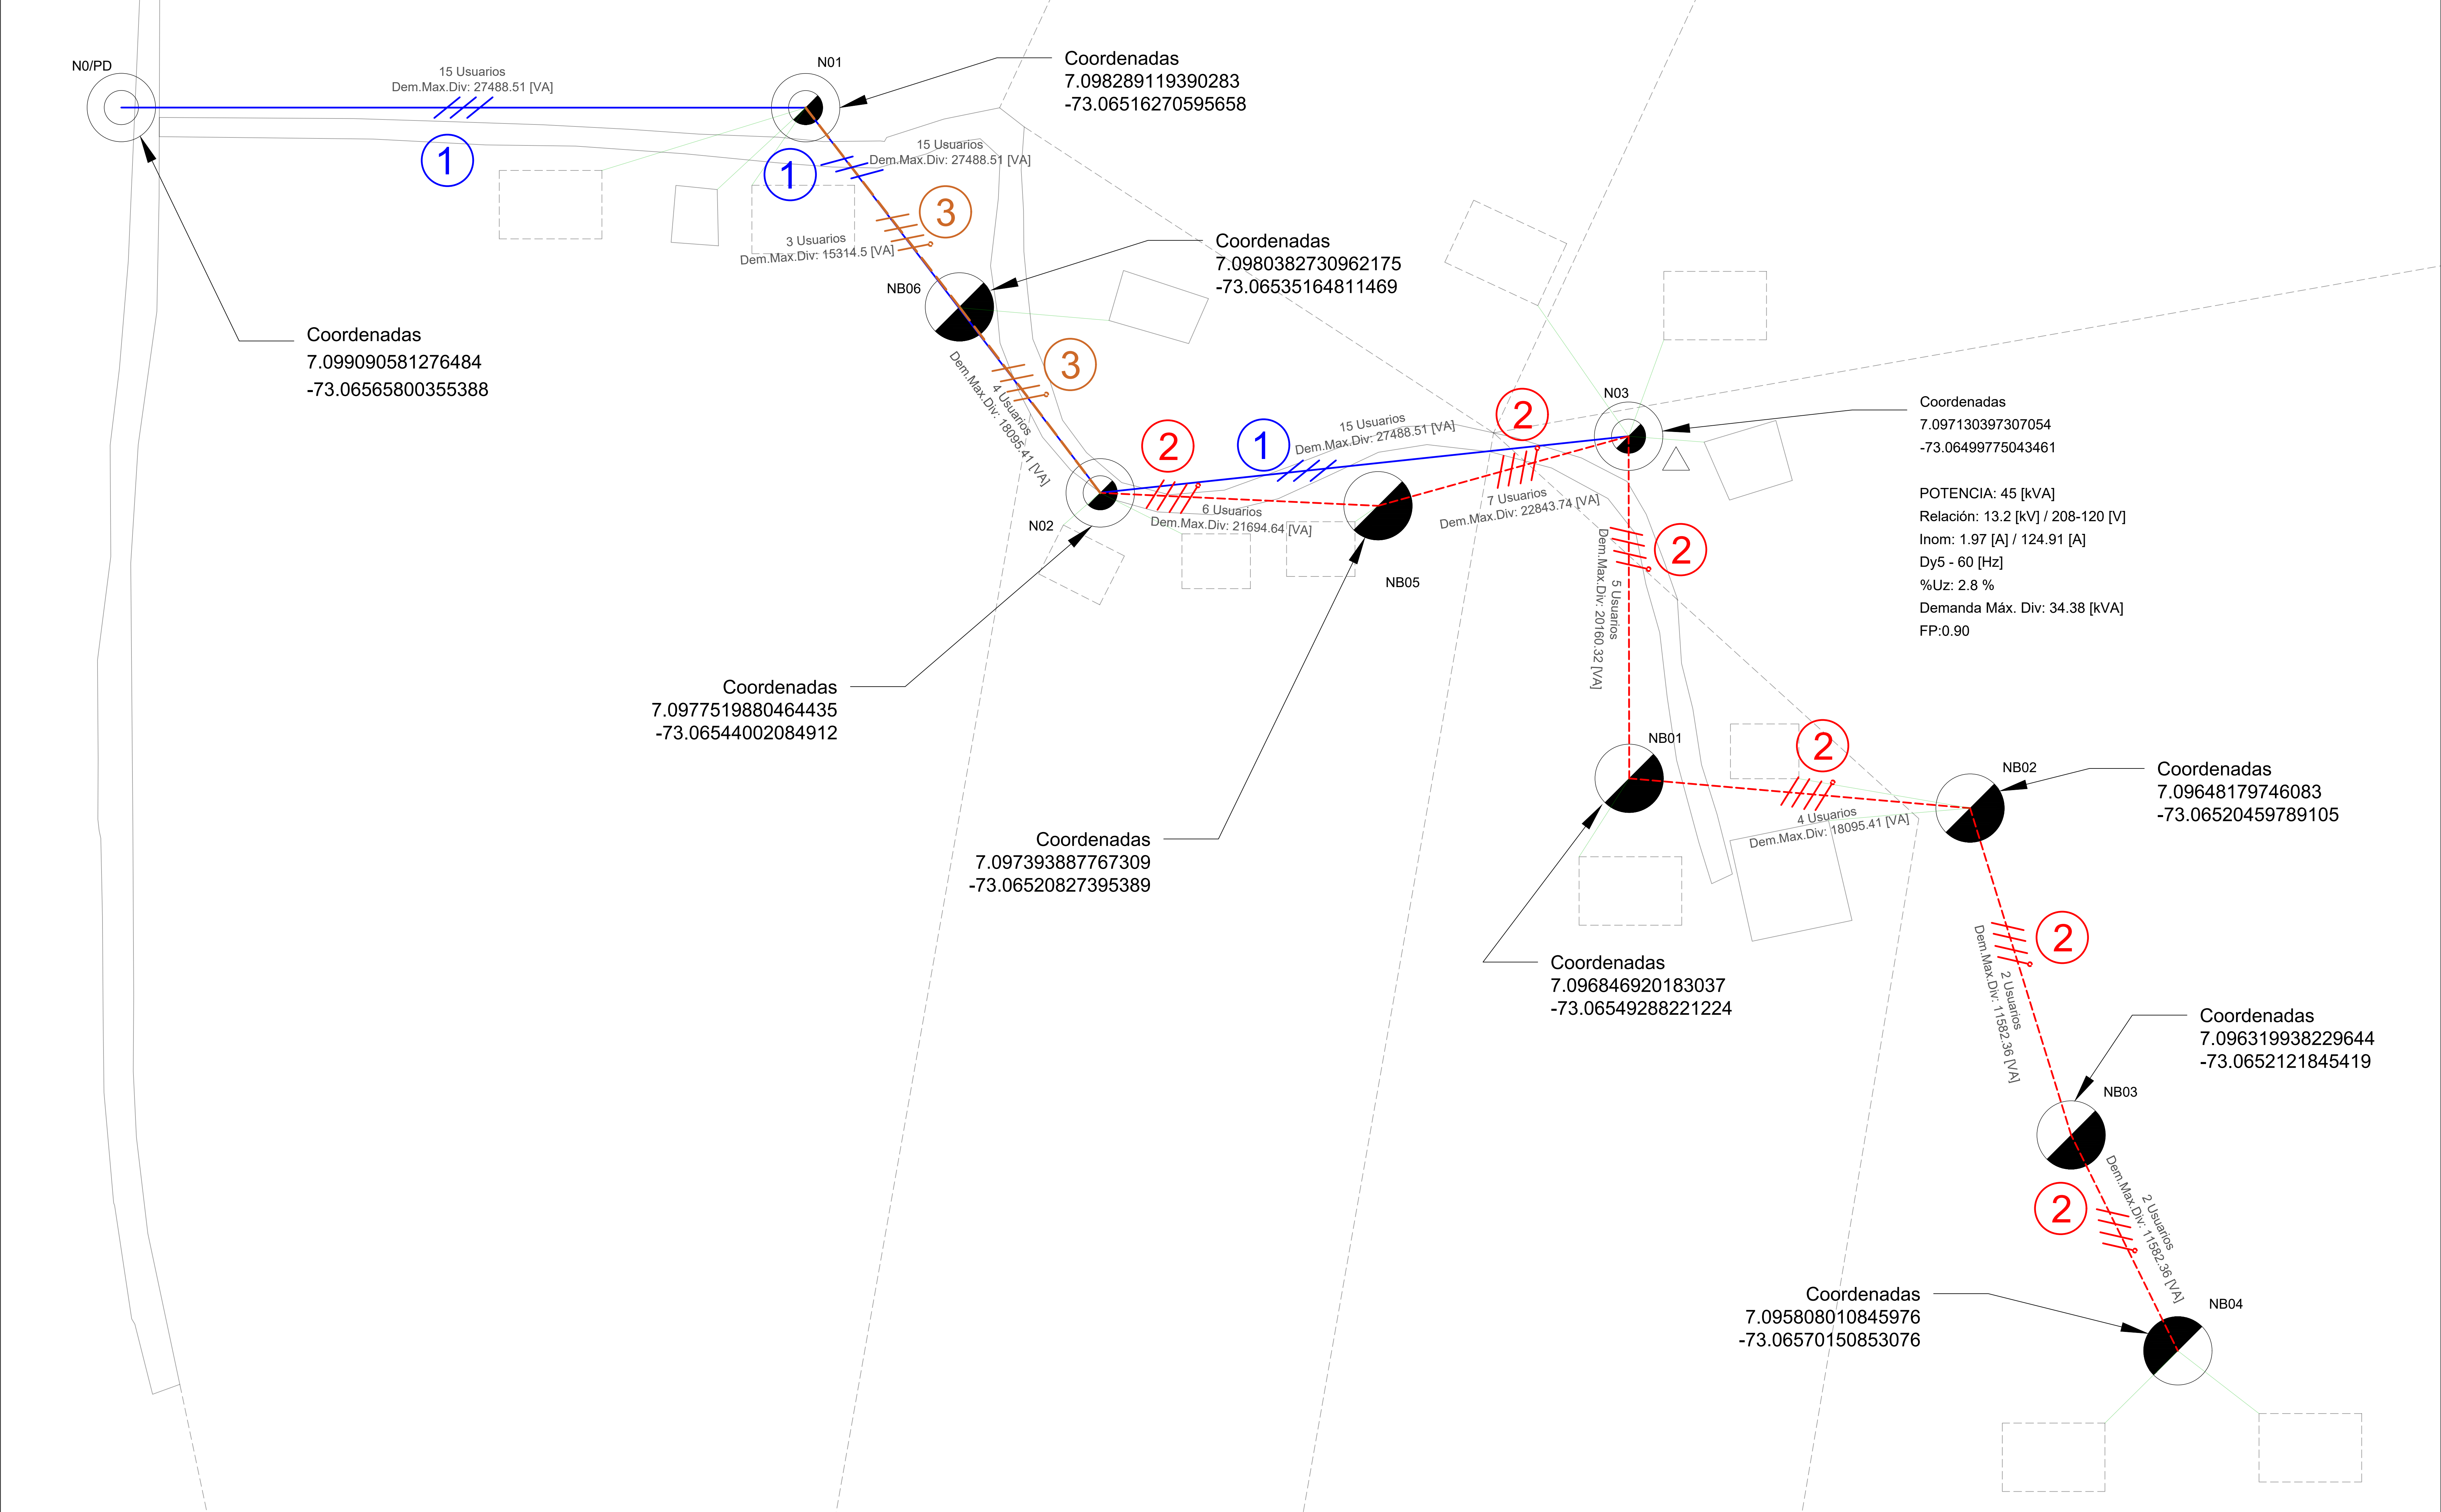 N0/PD
15 Usuarios
Dem.Max.Div: 27488.51 [VA]
1
N01
Coordenadas
7.098289119390283
-73.06516270595658
1
15 Usuarios
Dem.Max.Div: 27488.51 [VA]
3
3 Usuarios
Dem.Max.Div: 15314.5 [VA]
NB06
Coordenadas
7.0980382730962175
-73.06535164811469
Coordenadas
7.099090581276484
-73.06565800355388
3
4 Usuarios
Dem.Max.Div: 18095.41 [VA]
2
1
15 Usuarios
Dem.Max.Div: 27488.51 [VA]
2
N03
Coordenadas
7.097130397307054
-73.06499775043461
POTENCIA: 45 [kVA]
Relación: 13.2 [kV] / 208-120 [V]
Inom: 1.97 [A] / 124.91 [A]
Dy5 - 60 [Hz]
%Uz: 2.8 %
Demanda Máx. Div: 34.38 [kVA]
FP:0.90
N02
6 Usuarios
Dem.Max.Div: 21694.64 [VA]
7 Usuarios
Dem.Max.Div: 22843.74 [VA]
NB05
2
5 Usuarios
Dem.Max.Div: 20160.32 [VA]
Coordenadas
7.0977519880464435
-73.06544002084912
NB01
2
4 Usuarios
Dem.Max.Div: 18095.41 [VA]
NB02
Coordenadas
7.09648179746083
-73.06520459789105
Coordenadas
7.097393887767309
-73.06520827395389
2
2 Usuarios
Dem.Max.Div: 11582.36 [VA]
Coordenadas
7.096846920183037
-73.06549288221224
Coordenadas
7.096319938229644
-73.0652121845419
NB03
2
2 Usuarios
Dem.Max.Div: 11582.36 [VA]
Coordenadas
7.095808010845976
-73.06570150853076
NB04